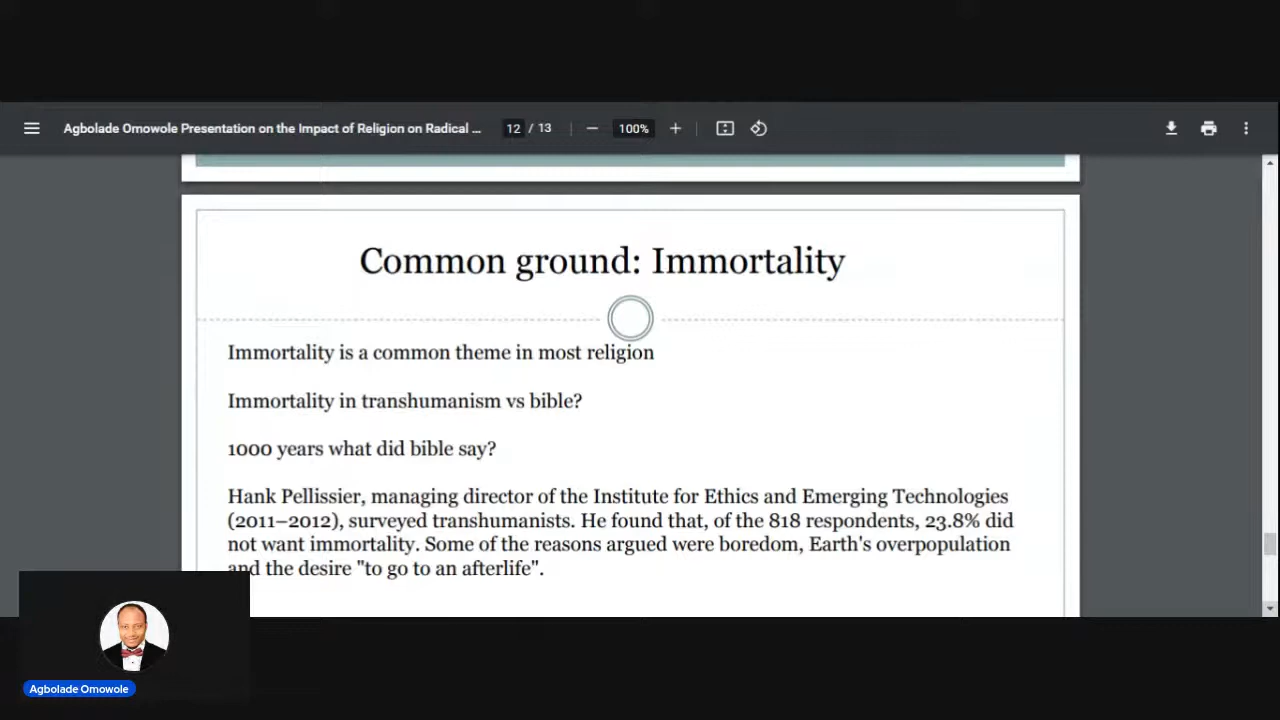 Agbolade Omowole Presentation on the Impact of Religion on Radical ... 12 / 13 100%
Common ground: Immortality
Immortality is a common theme in most religion
Immortality in transhumanism vs bible?
1000 years what did bible say?
Hank Pellissier, managing director of the Institute for Ethics and Emerging Technologies
(2011–2012), surveyed transhumanists. He found that, of the 818 respondents, 23.8% did
not want immortality. Some of the reasons argued were boredom, Earth's overpopulation
and the desire "to go to an afterlife".
Agbolade Omowole